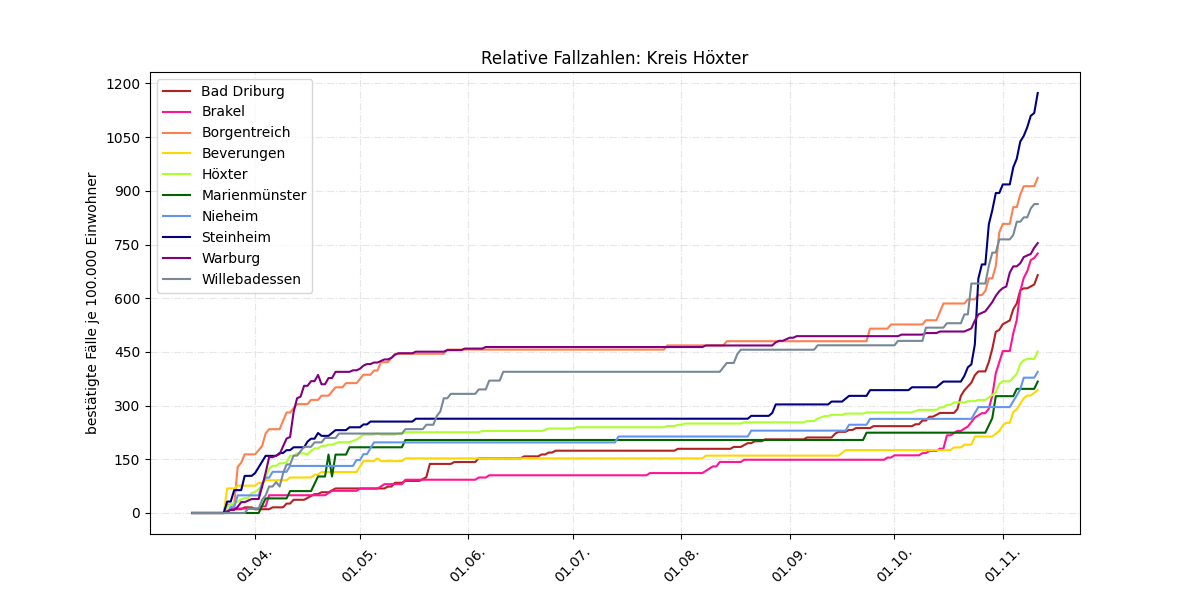 Relative Fallzahlen: Kreis Höxter
bestätigte Fälle je 100.000 Einwohner
1200
1050
900
750
600
450
300
150
0
Bad Driburg
Brakel
Borgentreich
Beverungen
Höxter
Marienmünster
Nieheim
Steinheim
Warburg
Willebadessen
01.04.
01.05.
01.06.
01.07.
01.08.
01.09.
01.10.
01.11.